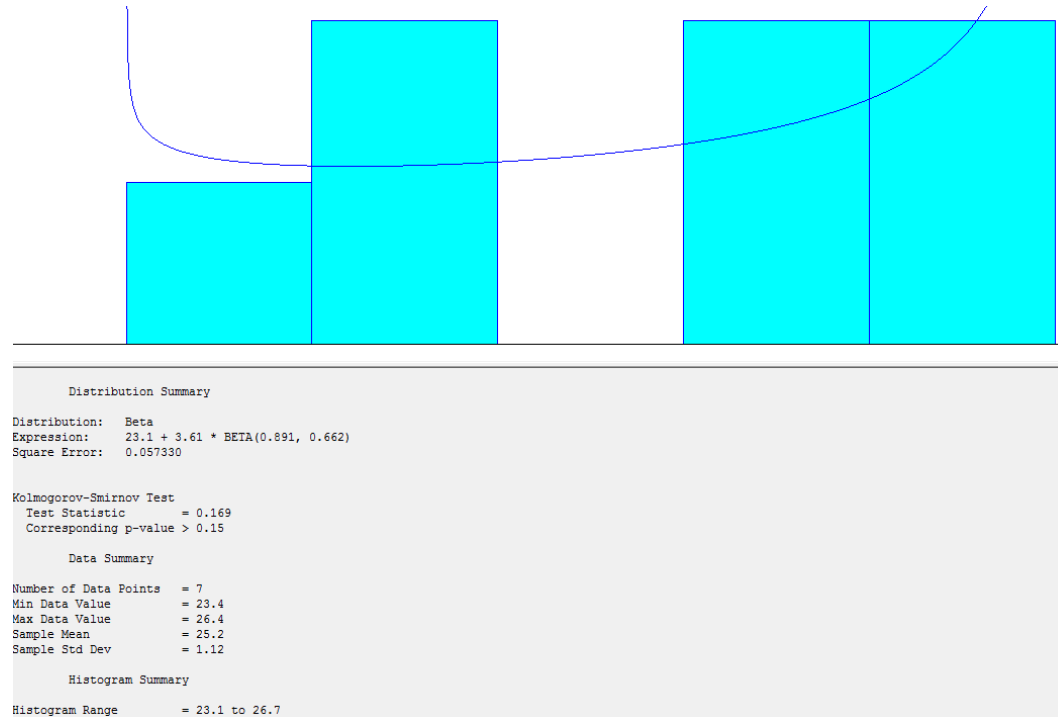 Distribution Summary
Distribution: Beta
Expression: 23.1 + 3.61 * BETA(0.891, 0.662)
Square Error: 0.057330
Kolmogorov-Smirnov Test
Test Statistic = 0.169
Corresponding p-value > 0.15
Data Summary
Number of Data Points = 7
Min Data Value = 23.4
Max Data Value = 26.4
Sample Mean = 25.2
Sample Std Dev = 1.12
Histogram Summary
Histogram Range = 23.1 to 26.7